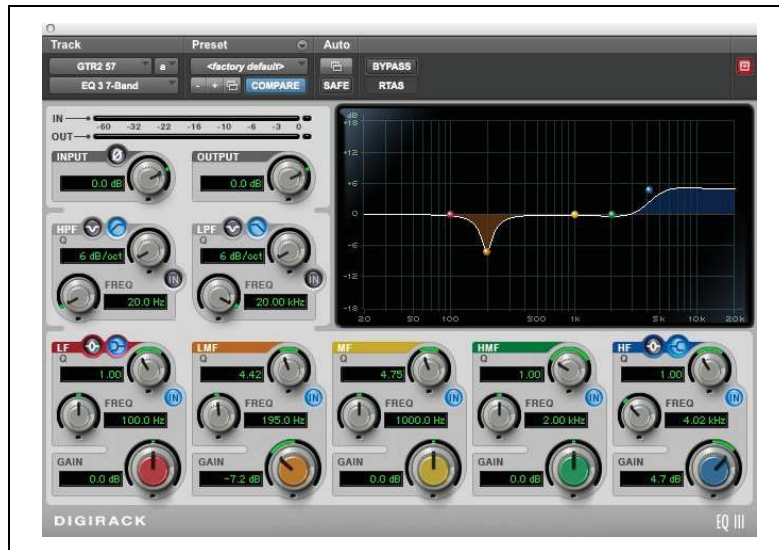 Track Preset Auto
GTR2 57 a <factory default> BYPASS
EQ 3 7-Band - + COMPARE SAFE RTAS
IN
-60 -32 -22 -16 -10 -6 -3 0
OUT
INPUT Ø OUTPUT
0.0 dB 0.0 dB
HPF LPF
Q Q
6 dB/oct 6 dB/oct
IN IN
FREQ FREQ
20.0 Hz 20.00 kHz
dB
+18
+12
+6
0
-6
-12
-18
20 50 100 500 1k 5k 10k 20k
LF LMF MF HMF HF
Q Q Q Q Q
1.00 4.42 4.75 1.00 1.00
IN IN IN IN IN
FREQ FREQ FREQ FREQ FREQ
100.0 Hz 195.0 Hz 1000.0 Hz 2.00 kHz 4.02 kHz
GAIN GAIN GAIN GAIN GAIN
0.0 dB -7.2 dB 0.0 dB 0.0 dB 4.7 dB
DIGIRACK EQ III